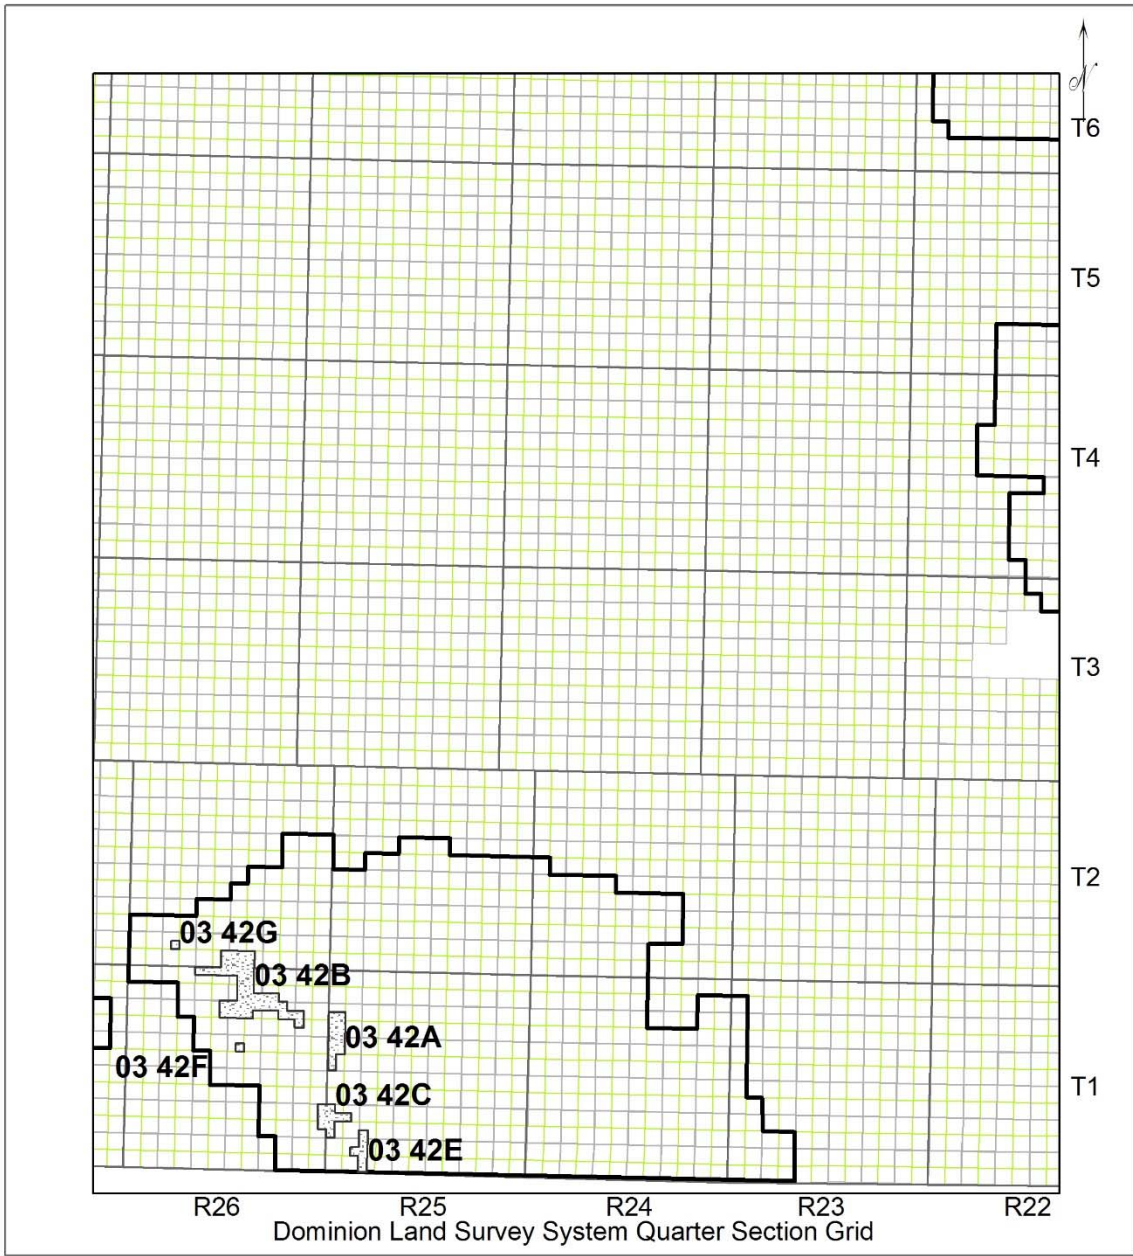 N
T6
T5
T4
T3
T2
03 42G
03 42B
03 42A
03 42F
T1
03 42C
03 42E
R26 R25 R24 R23 R22
Dominion Land Survey System Quarter Section Grid